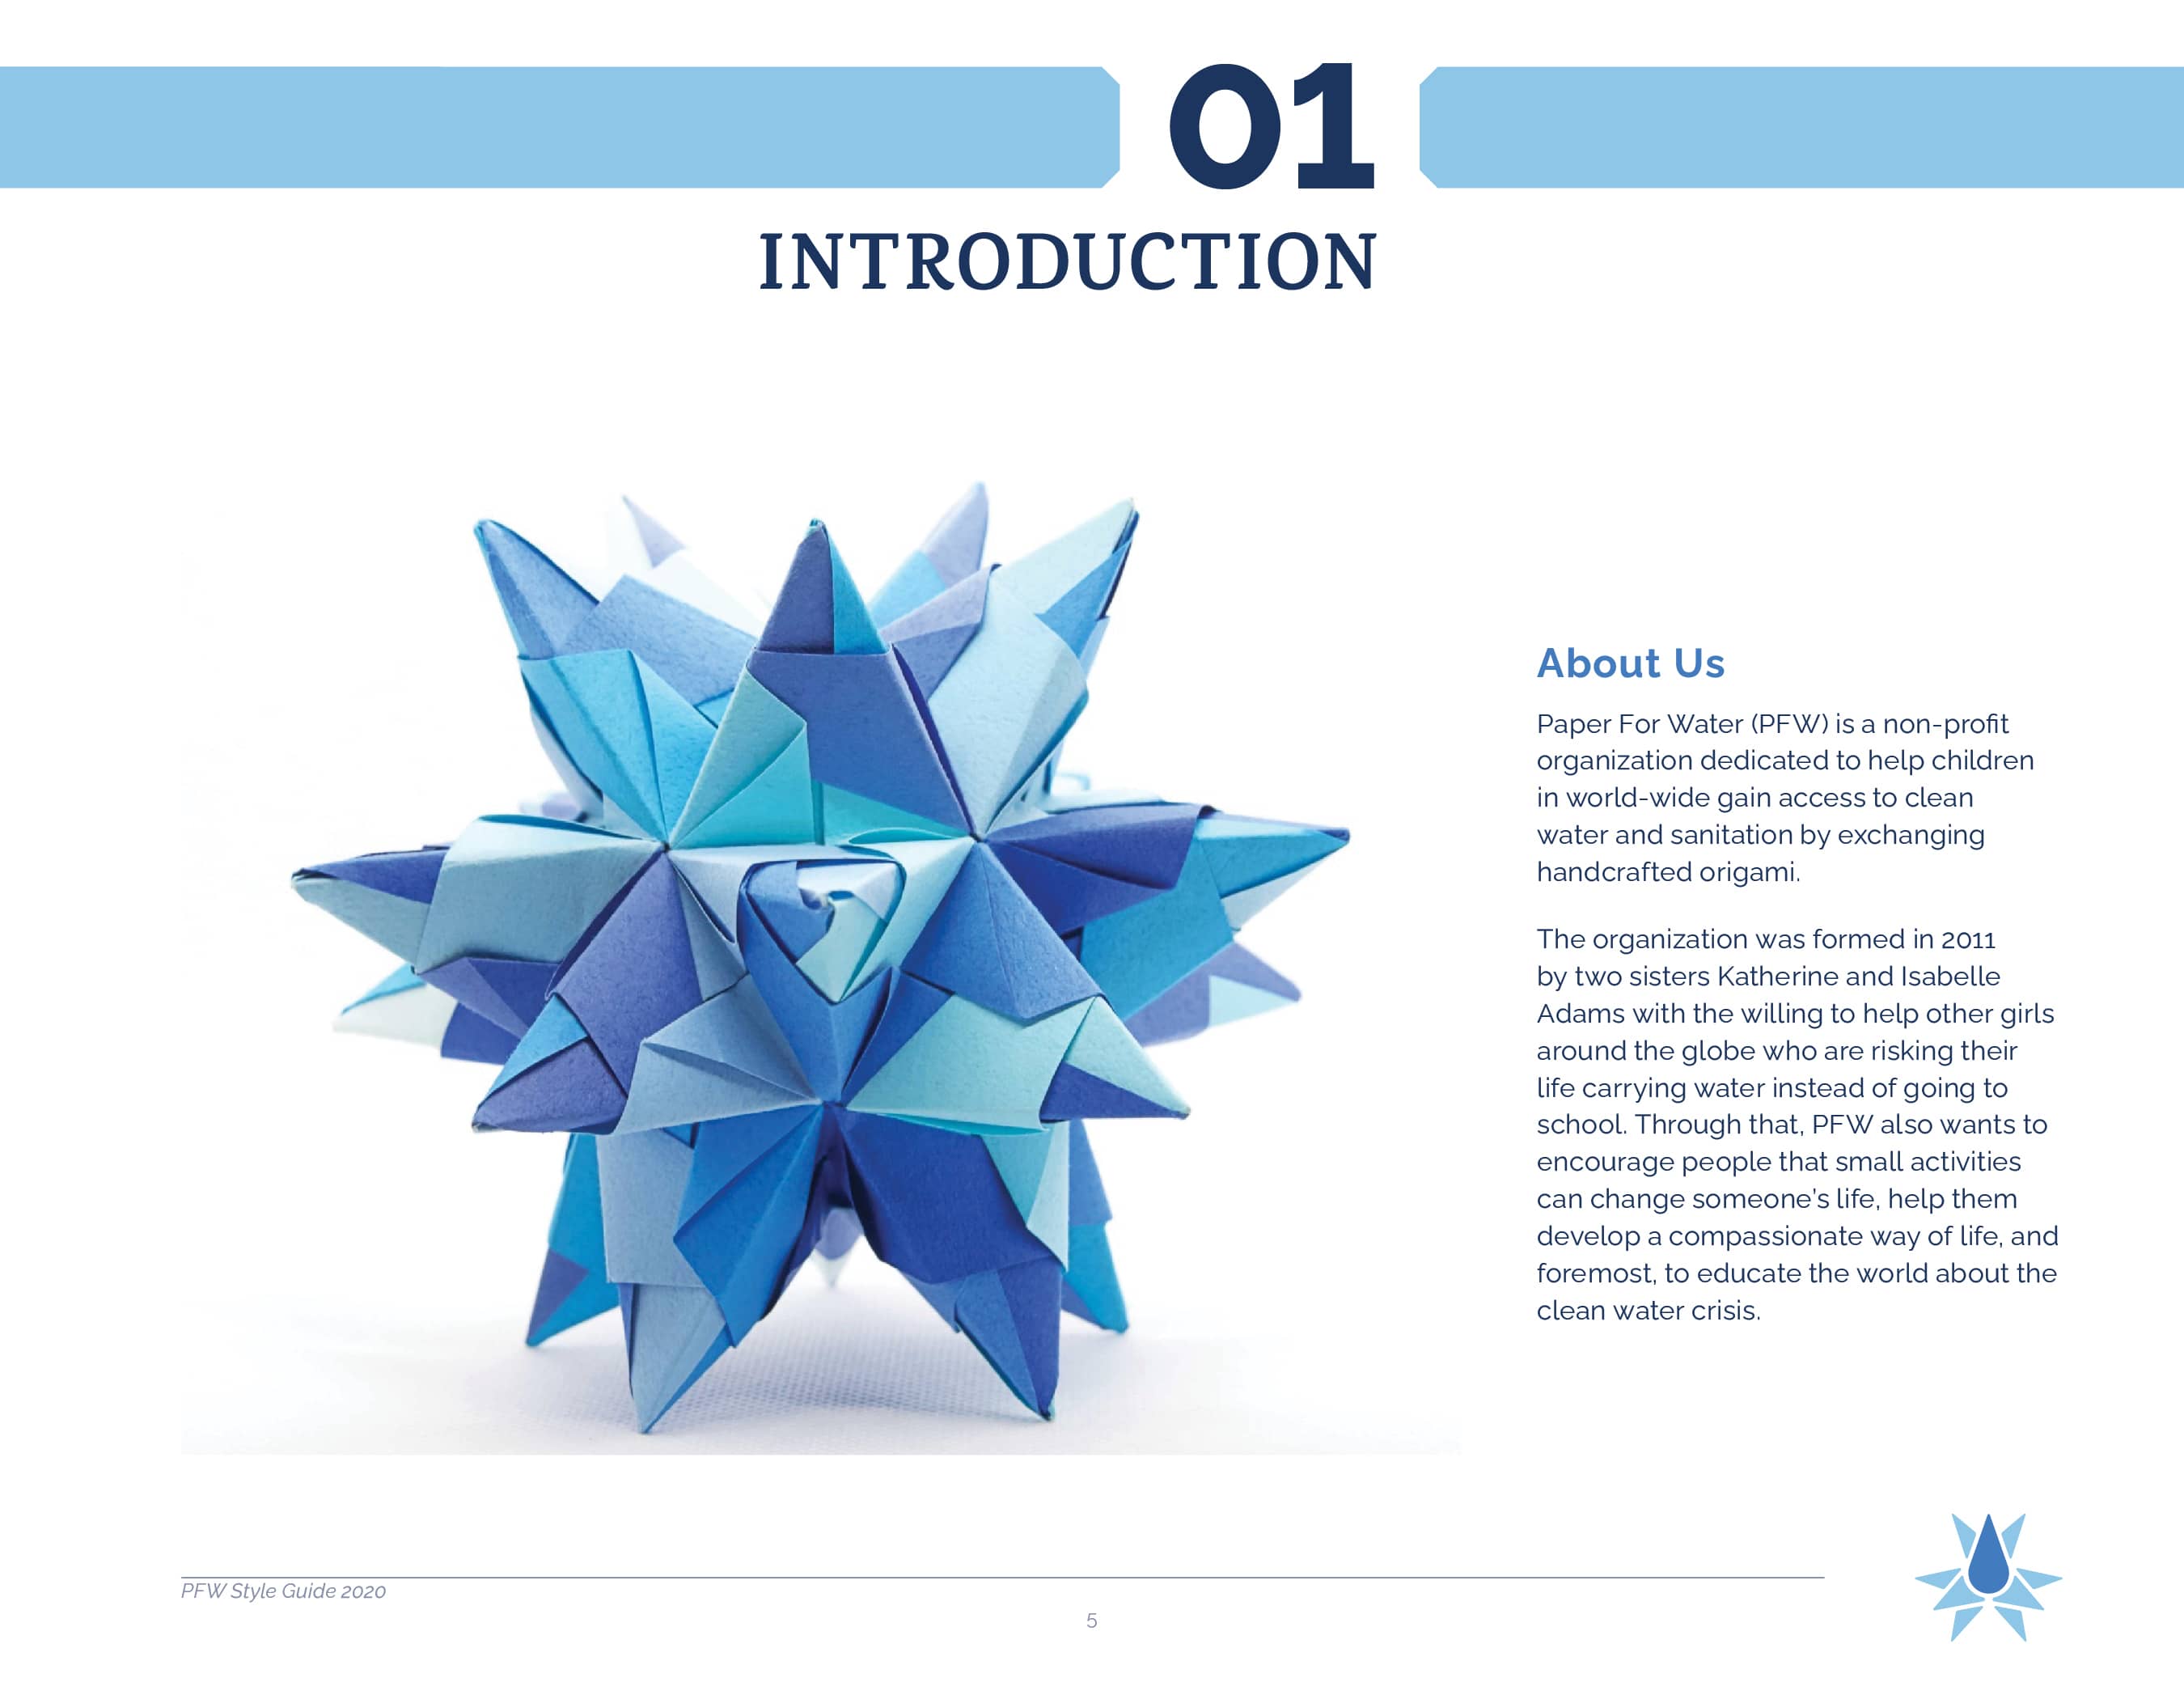 01
INTRODUCTION
About Us
Paper For Water (PFW) is a non-profit
organization dedicated to help children
in world-wide gain access to clean
water and sanitation by exchanging
handcrafted origami.
The organization was formed in 2011
by two sisters Katherine and Isabelle
Adams with the willing to help other girls
around the globe who are risking their
life carrying water instead of going to
school. Through that, PFW also wants to
encourage people that small activities
can change someone's life, help them
develop a compassionate way of life, and
foremost, to educate the world about the
clean water crisis.
PFW Style Guide 2020
5